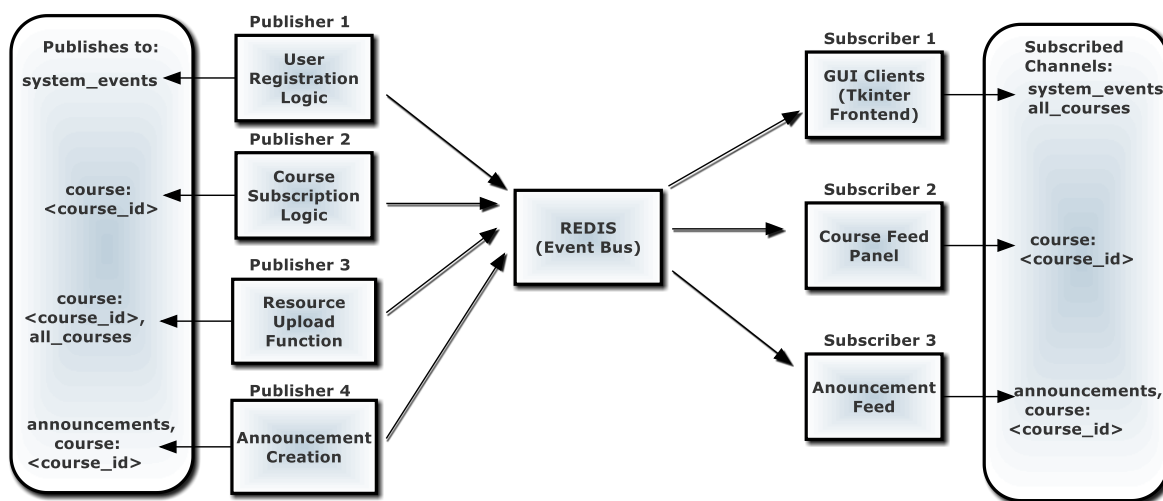 Publishes to:
system_events
course:
<course_id>
course:
<course_id>,
all_courses
announcements,
course:
<course_id>
Publisher 1
User
Registration
Logic
Publisher 2
Course
Subscription
Logic
Publisher 3
Resource
Upload
Function
Publisher 4
Announcement
Creation
REDIS
(Event Bus)
Subscriber 1
GUI Clients
(Tkinter
Frontend)
Subscriber 2
Course Feed
Panel
Subscriber 3
Anouncement
Feed
Subscribed
Channels:
system_events
all_courses
course:
<course_id>
announcements,
course:
<course_id>